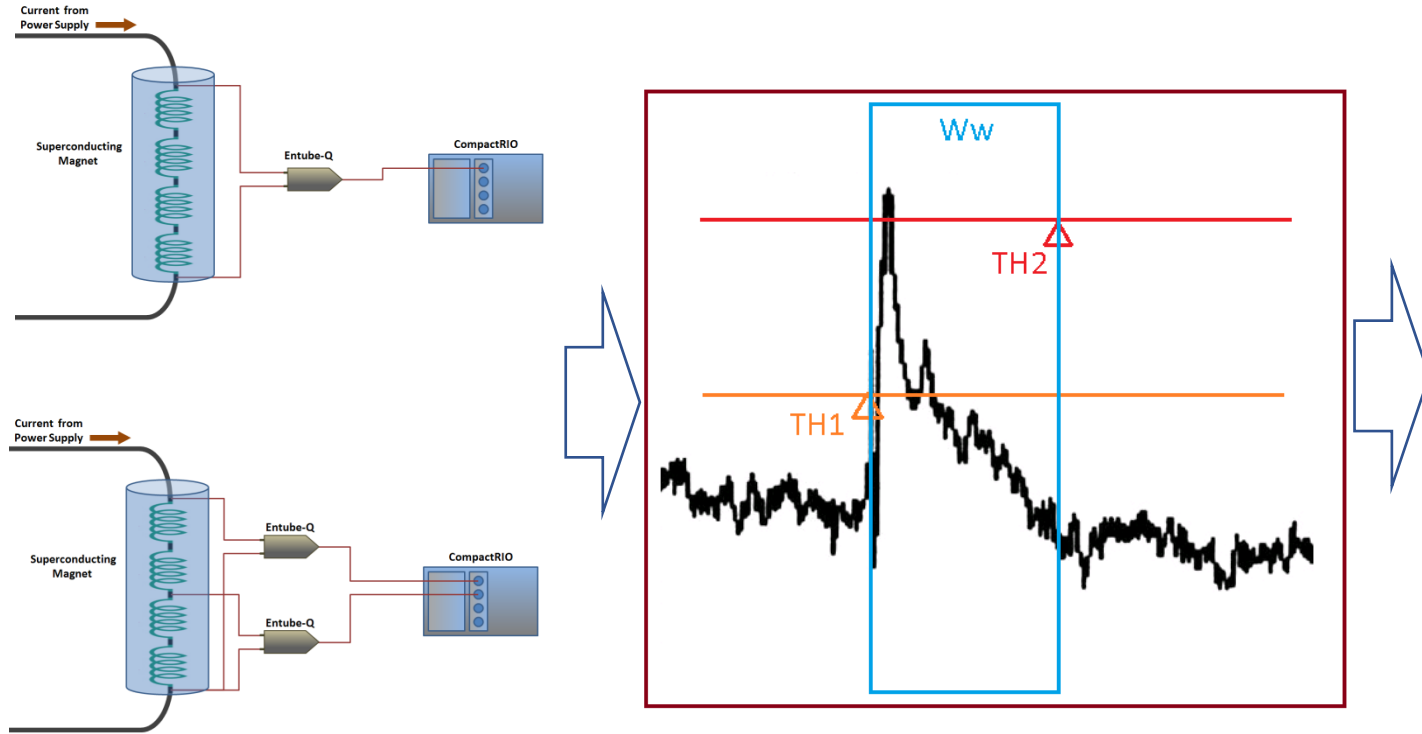 Current from
Power Supply
Superconducting
Magnet
Entube-Q
CompactRIO
Current from
Power Supply
Superconducting
Magnet
Entube-Q
Entube-Q
CompactRIO
Ww
TH2
TH1